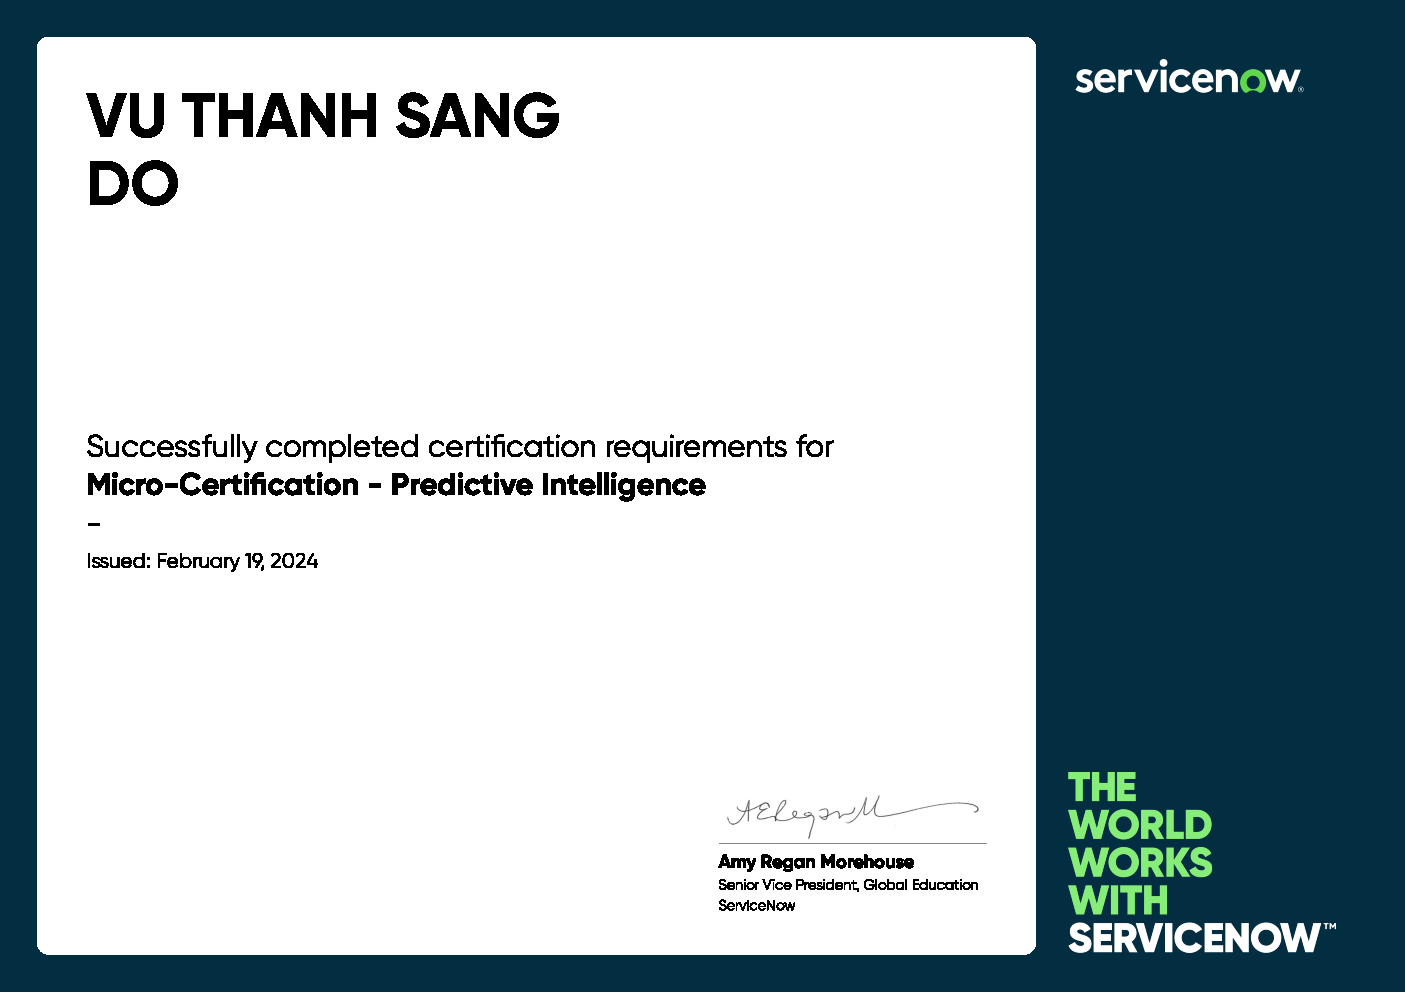 VU THANH SANG
DO
servicenow®
Successfully completed certification requirements for
Micro-Certification - Predictive Intelligence
–
Issued: February 19, 2024
Amy Regan Morehouse
Senior Vice President, Global Education
ServiceNow
THE
WORLD
WORKS
WITH
SERVICENOW™